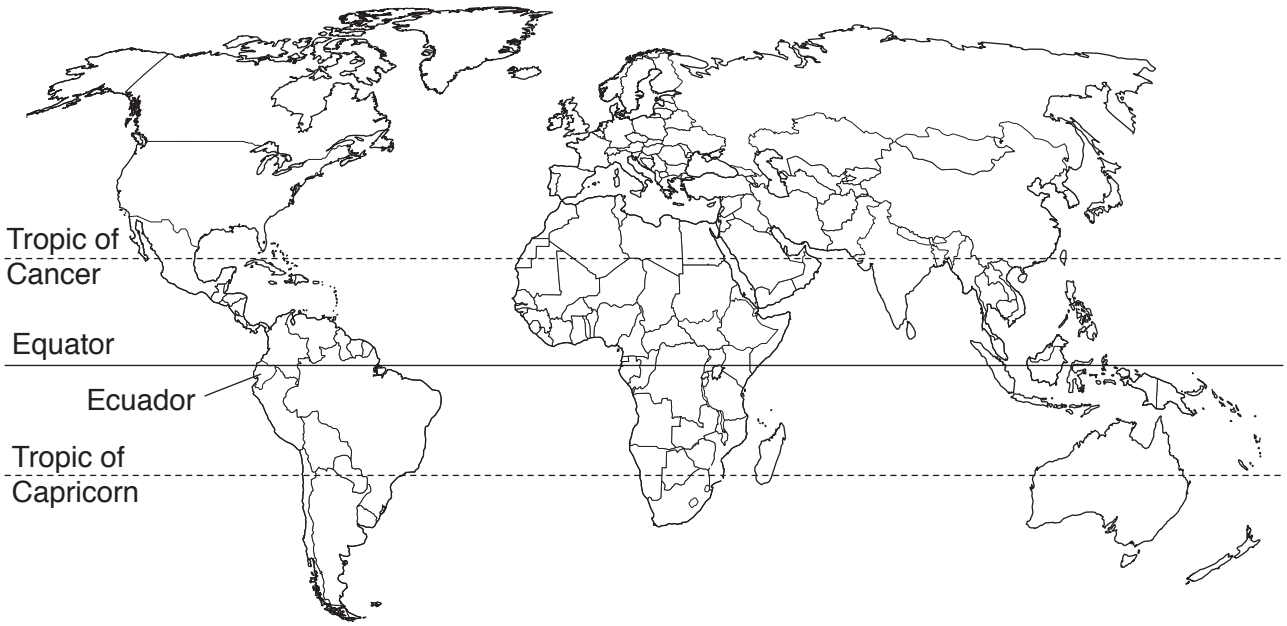 Tropic of
Cancer
Equator
Ecuador
Tropic of
Capricorn